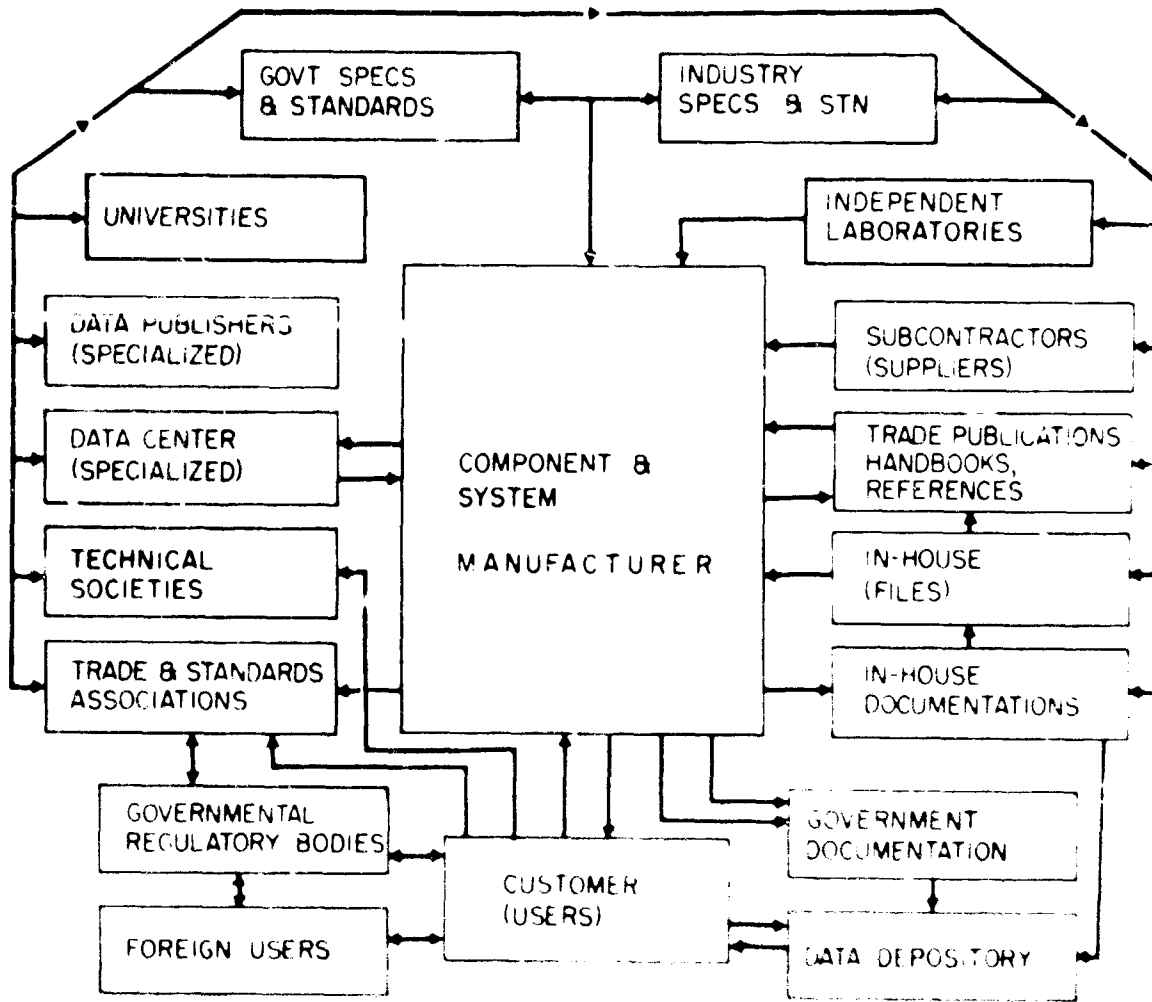 GOVT SPECS
& STANDARDS
INDUSTRY
SPECS & STN
UNIVERSITIES
INDEPENDENT
LABORATORIES
DATA PUBLISHERS
(SPECIALIZED)
SUBCONTRACTORS
(SUPPLIERS)
DATA CENTER
(SPECIALIZED)
COMPONENT &
SYSTEM
MANUFACTURER
TRADE PUBLICATIONS
HANDBOOKS,
REFERENCES
TECHNICAL
SOCIETIES
IN-HOUSE
(FILES)
TRADE & STANDARDS
ASSOCIATIONS
IN-HOUSE
DOCUMENTATIONS
GOVERNMENTAL
REGULATORY BODIES
CUSTOMER
(USERS)
GOVERNMENT
DOCUMENTATION
FOREIGN USERS
DATA DEPOSITORY